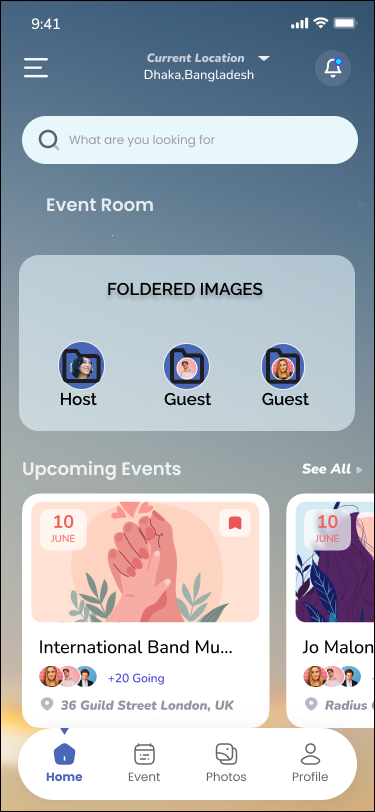 9:41
Current Location
Dhaka,Bangladesh
What are you looking for
Event Room
FOLDERED IMAGES
Host Guest Guest
Upcoming Events See All
10 10
JUNE JUNE
International Band Mu... Jo Malon
+20 Going
36 Guild Street London, UK Radius
Home Event Photos Profile